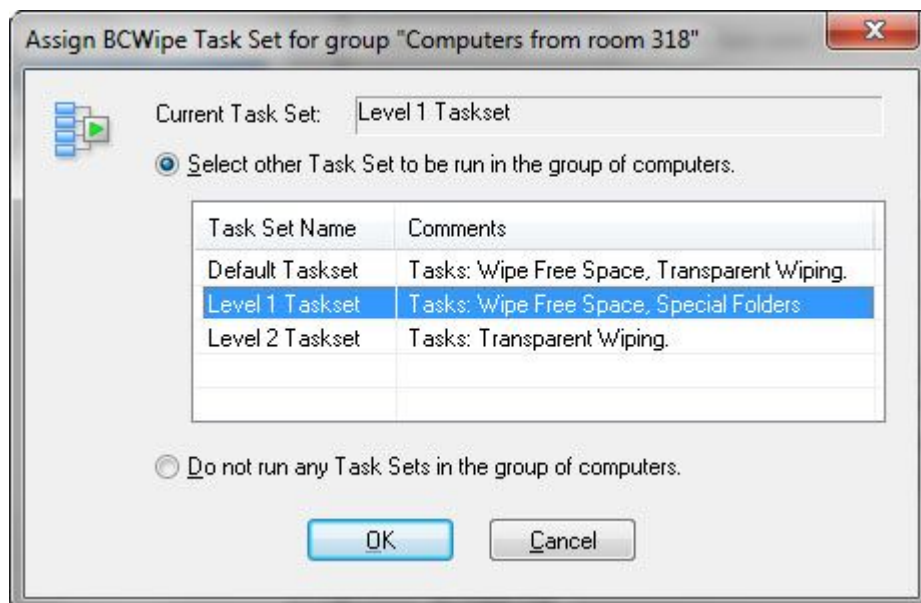 Assign BCWipe Task Set for group "Computers from room 318"
Current Task Set: Level 1 Taskset
Select other Task Set to be run in the group of computers.
Task Set Name Comments
Default Taskset Tasks: Wipe Free Space, Transparent Wiping.
Level 1 Taskset Tasks: Wipe Free Space, Special Folders
Level 2 Taskset Tasks: Transparent Wiping.
Do not run any Task Sets in the group of computers.
OK Cancel